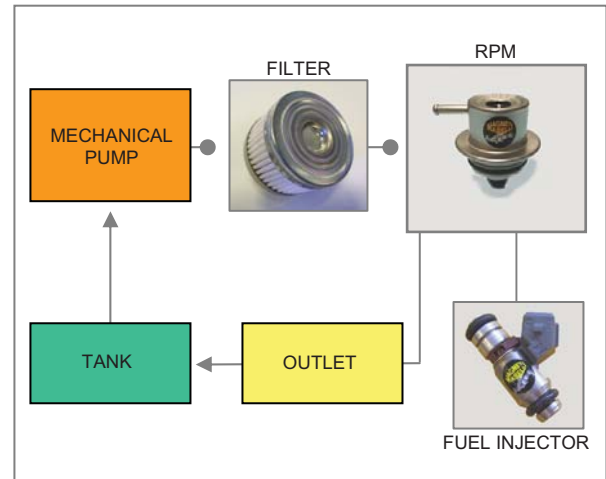 FILTER
RPM
MECHANICAL
PUMP
TANK
OUTLET
FUEL INJECTOR